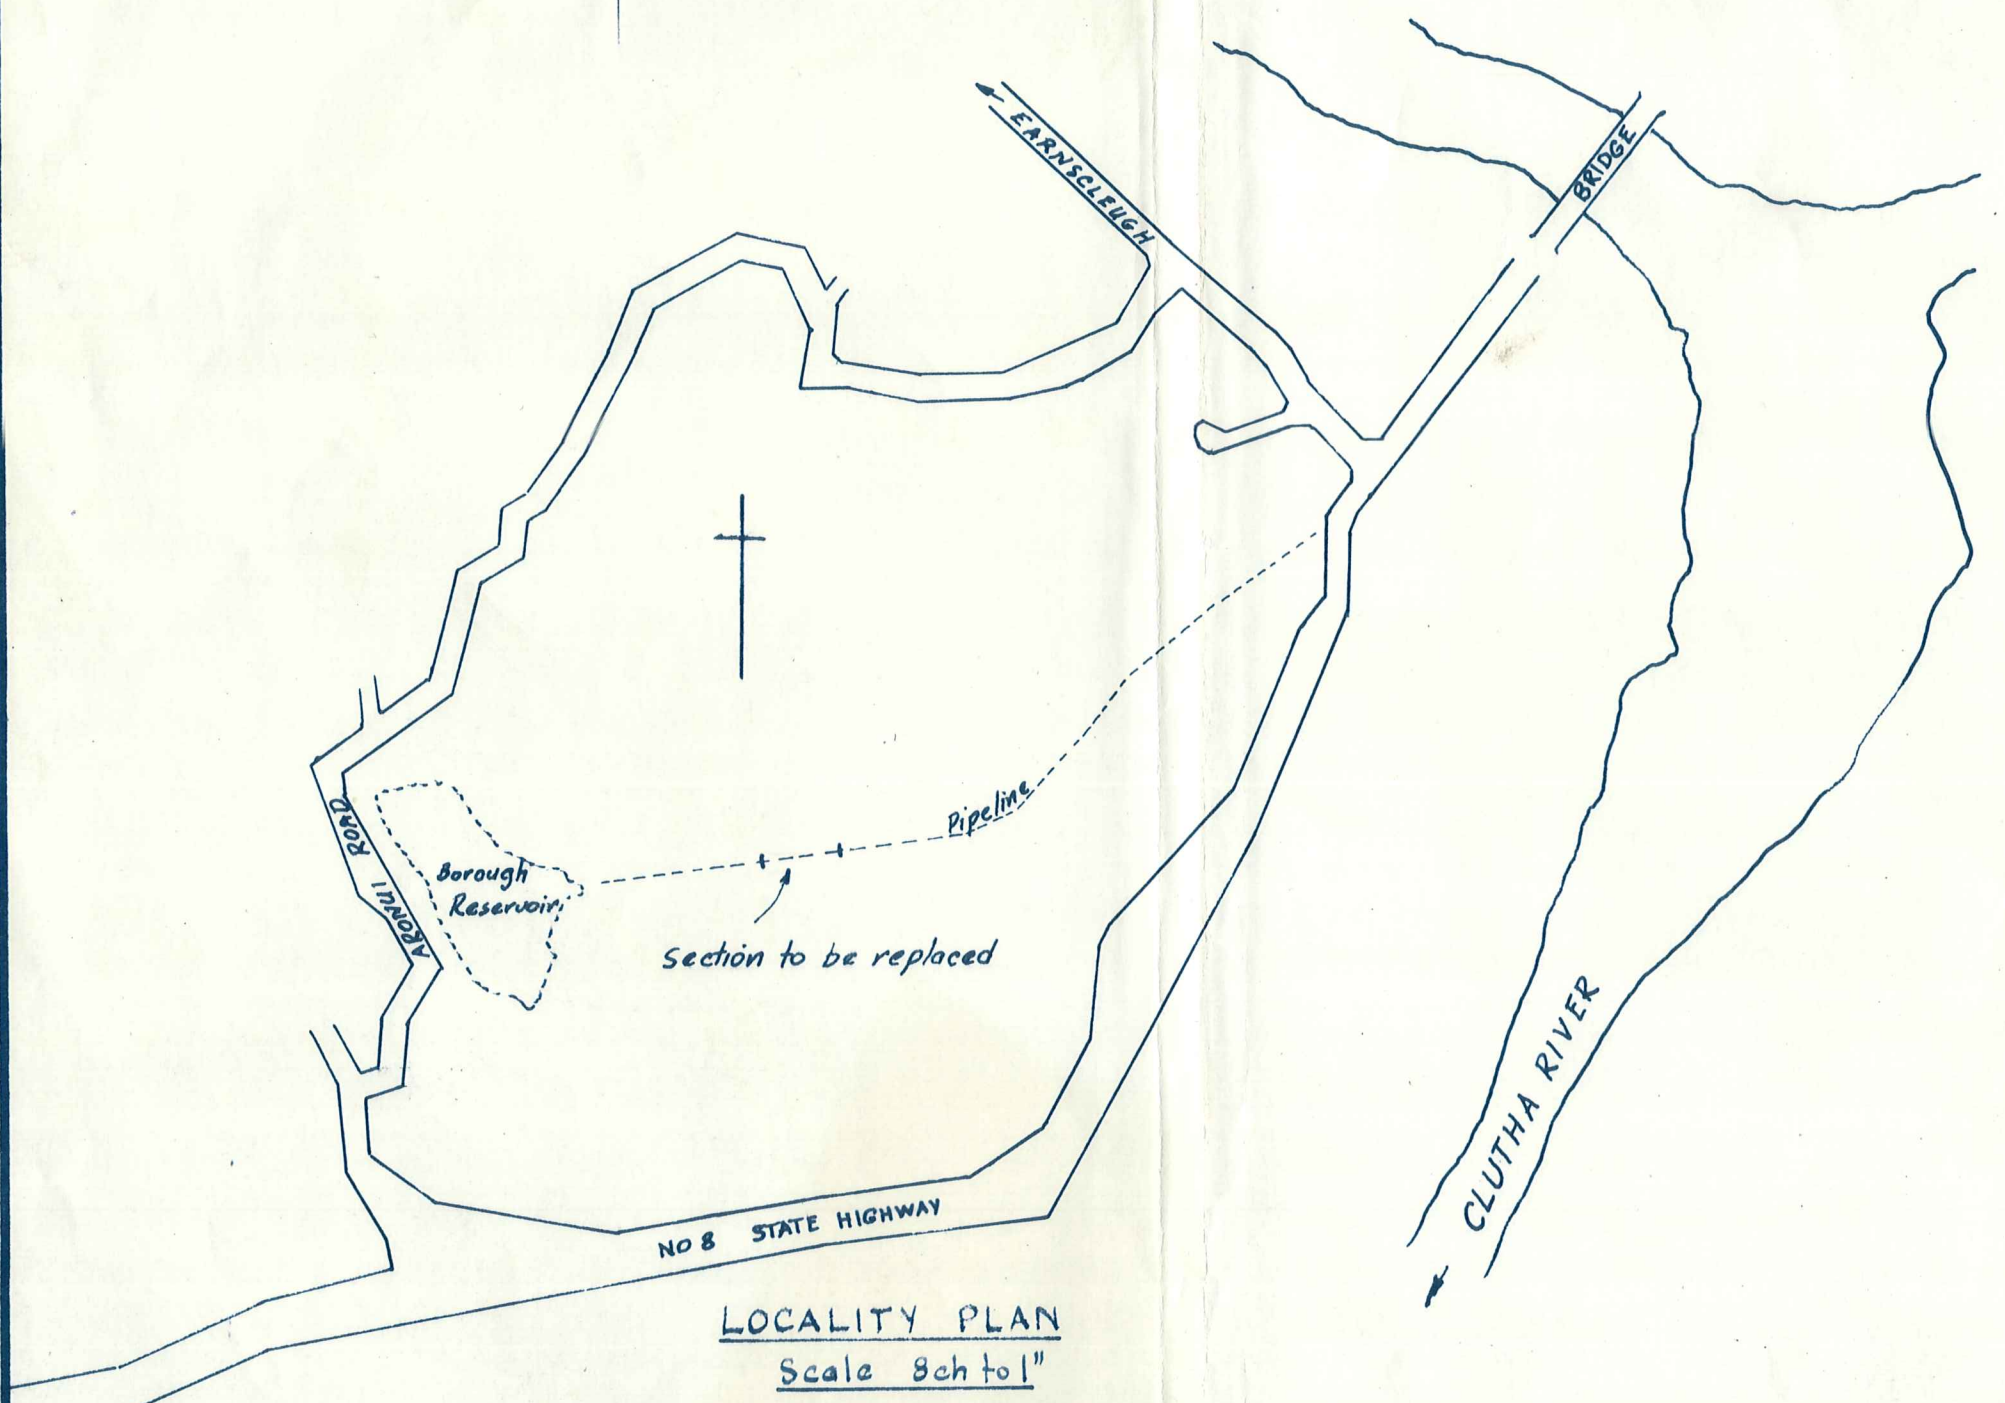 EARNSCLEUGH
BRIDGE
Pipeline
ARONUI ROAD
Borough
Reservoir
Section to be replaced
CLUTHA RIVER
NO 8 STATE HIGHWAY
LOCALITY PLAN
Scale 8ch to 1"